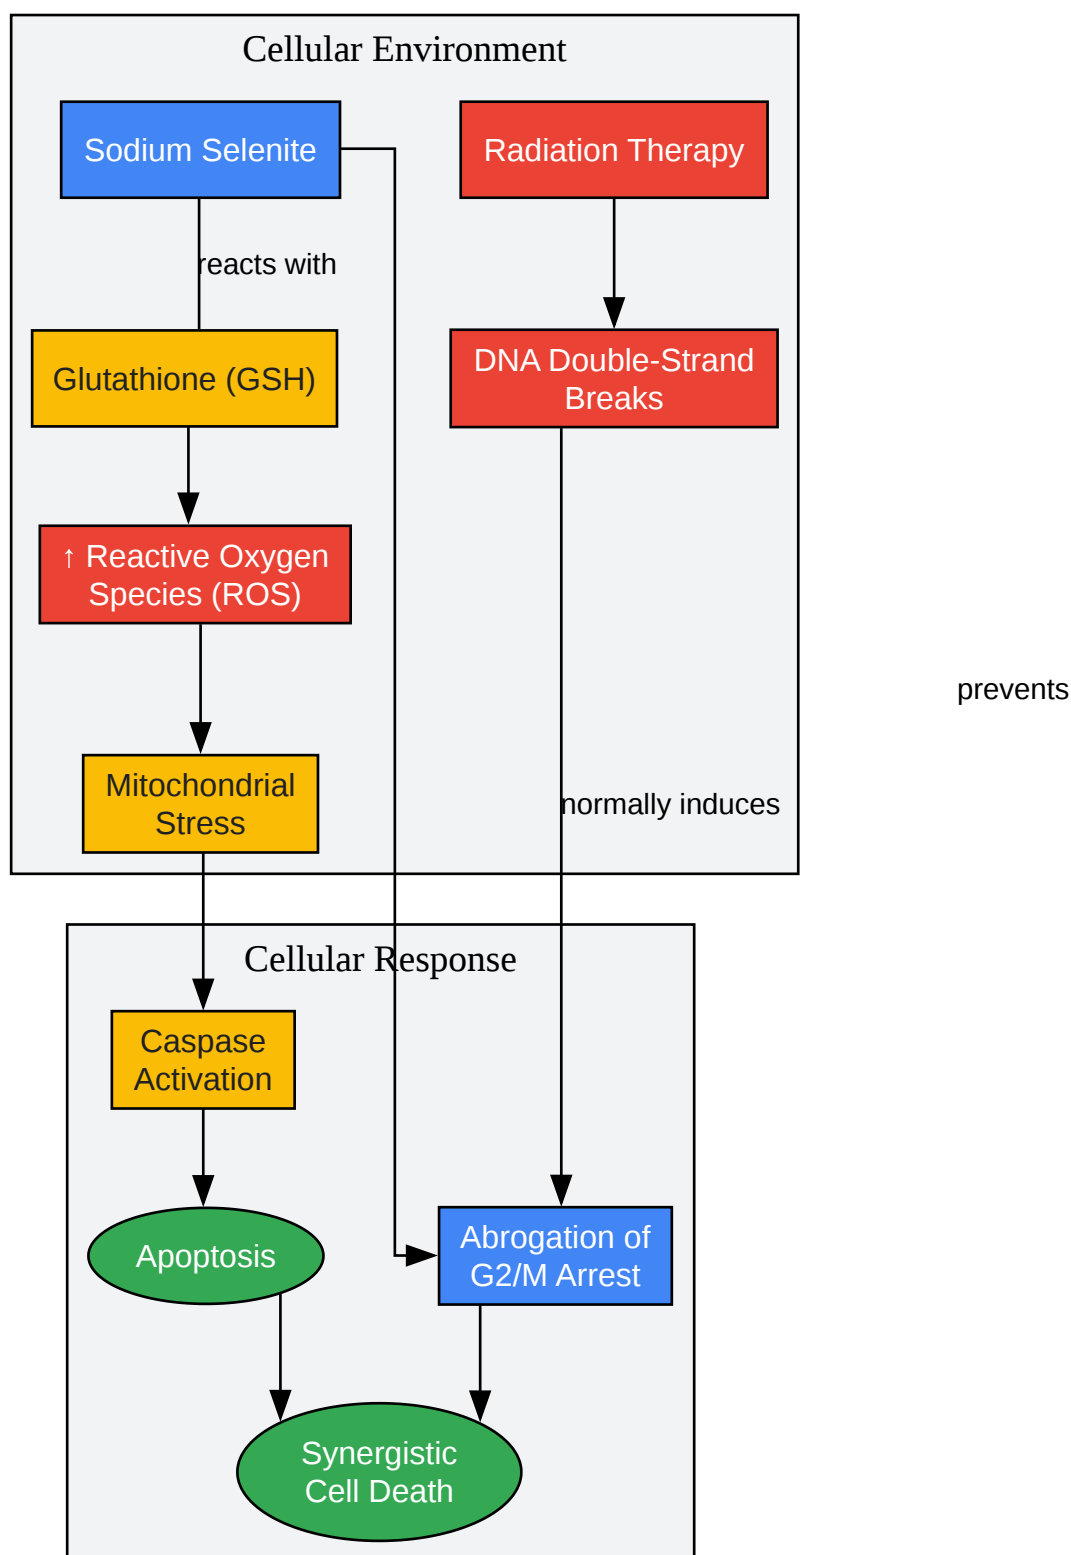 Cellular Environment
Sodium Selenite
Radiation Therapy
reacts with
Glutathione (GSH)
DNA Double-Strand
Breaks
↑ Reactive Oxygen
Species (ROS)
prevents
Mitochondrial
Stress
normally induces
Cellular Response
Caspase
Activation
Apoptosis
Abrogation of
G2/M Arrest
Synergistic
Cell Death